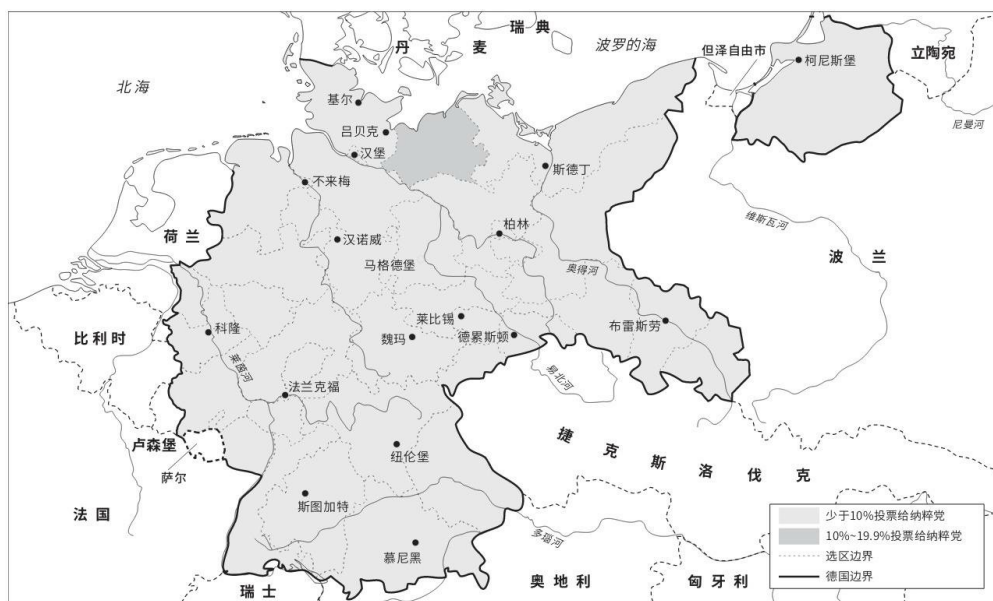 瑞典
丹麦
波罗的海
但泽自由市
立陶宛
柯尼斯堡
北海
基尔
尼曼河
吕贝克
汉堡
斯德丁
不来梅
维斯瓦河
柏林
荷兰
汉诺威
波兰
马格德堡
奥得河
莱比锡
布雷斯劳
科隆
比利时
魏玛
德累斯顿
莱茵河
易北河
法兰克福
卢森堡
纽伦堡
捷克斯洛伐克
萨尔
斯图加特
法国
少于10%投票给纳粹党
10%~19.9%投票给纳粹党
多瑙河
慕尼黑
选区边界
瑞士
奥地利
匈牙利
德国边界